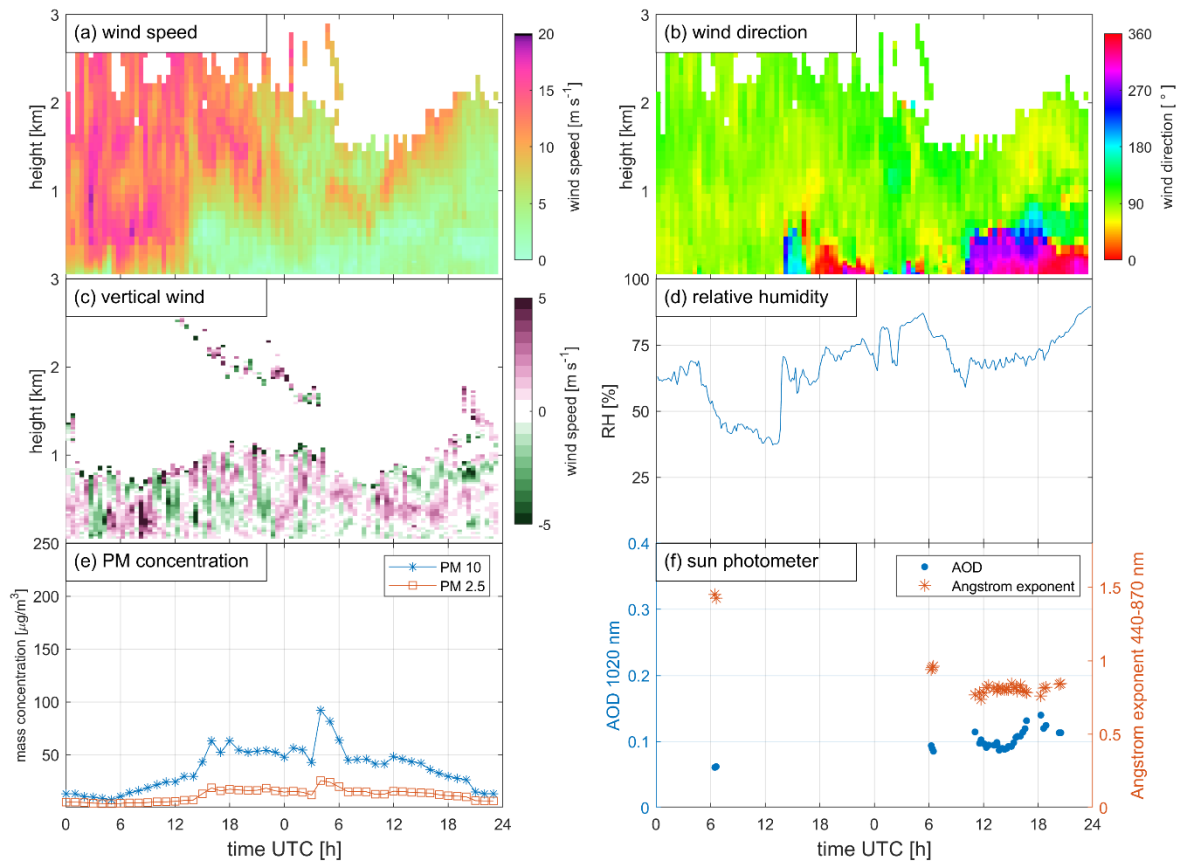 (a) wind speed
3
2
1
height [km]
20
15
10
5
0
wind speed [m s⁻¹]
(b) wind direction
3
2
1
height [km]
360
270
180
90
0
wind direction [ ° ]
(c) vertical wind
3
2
1
height [km]
5
0
-5
wind speed [m s⁻¹]
(d) relative humidity
100
75
50
25
RH [%]
(e) PM concentration
250
200
150
100
50
mass concentration [µg/m³]
PM 10
PM 2.5
0 6 12 18 0 6 12 18 24
time UTC [h]
(f) sun photometer
0.4
0.3
0.2
0.1
0
AOD 1020 nm
AOD
Angstrom exponent
1.5
1
0.5
0
Angstrom exponent 440-870 nm
0 6 12 18 0 6 12 18 24
time UTC [h]